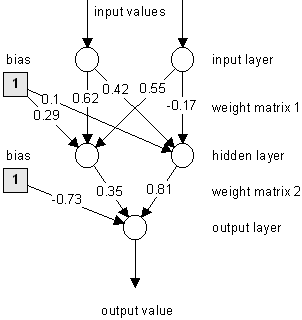 input values
bias
input layer
1
0.1
0.42
0.55
0.62
-0.17
weight matrix 1
0.29
bias
hidden layer
1
-0.73
0.35
0.81
weight matrix 2
output layer
output value